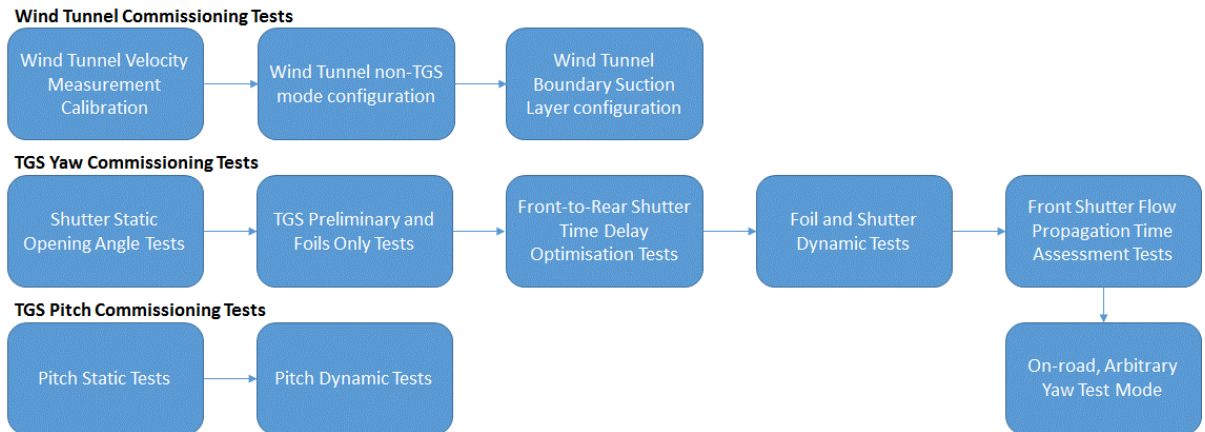 Wind Tunnel Commissioning Tests
Wind Tunnel Velocity
Measurement
Calibration
Wind Tunnel non-TGS
mode configuration
Wind Tunnel
Boundary Suction
Layer configuration
TGS Yaw Commissioning Tests
Shutter Static
Opening Angle Tests
TGS Preliminary and
Foils Only Tests
Front-to-Rear Shutter
Time Delay
Optimisation Tests
Foil and Shutter
Dynamic Tests
Front Shutter Flow
Propagation Time
Assessment Tests
On-road, Arbitrary
Yaw Test Mode
TGS Pitch Commissioning Tests
Pitch Static Tests
Pitch Dynamic Tests